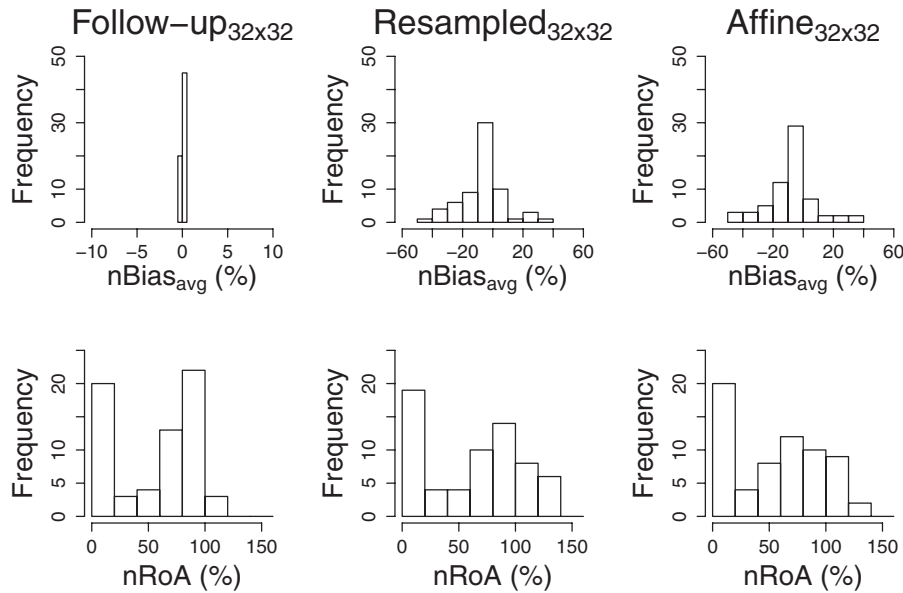 Follow−up32x32
Resampled32x32
Affine32x32
Frequency
0 10 30 50
−10 −5 0 5 10
nBiasavg (%)
Frequency
0 10 30 50
−60 −20 20 60
nBiasavg (%)
Frequency
0 10 30 50
−60 −20 20 60
nBiasavg (%)
Frequency
0 5 10 20
0 50 100 150
nRoA (%)
Frequency
0 5 10 20
0 50 100 150
nRoA (%)
Frequency
0 5 10 20
0 50 100 150
nRoA (%)